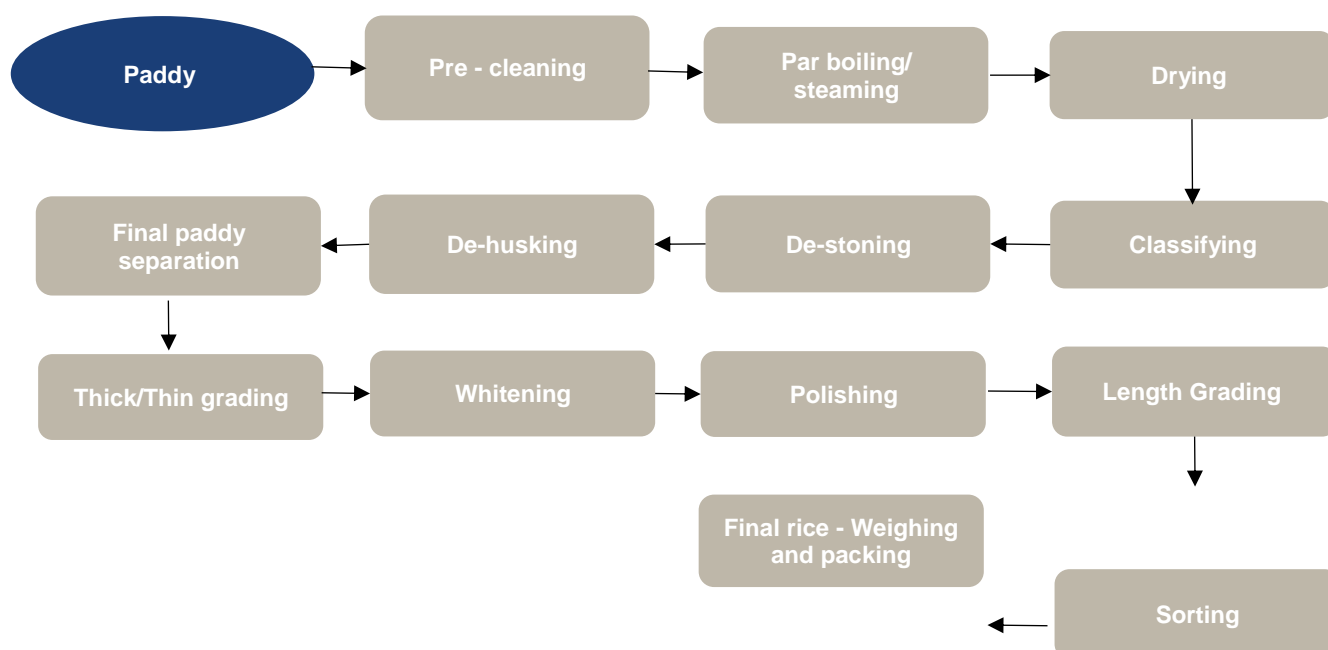 Paddy
Pre - cleaning
Par boiling/
steaming
Drying
Classifying
De-stoning
De-husking
Final paddy
separation
Thick/Thin grading
Whitening
Polishing
Length Grading
Sorting
Final rice - Weighing
and packing